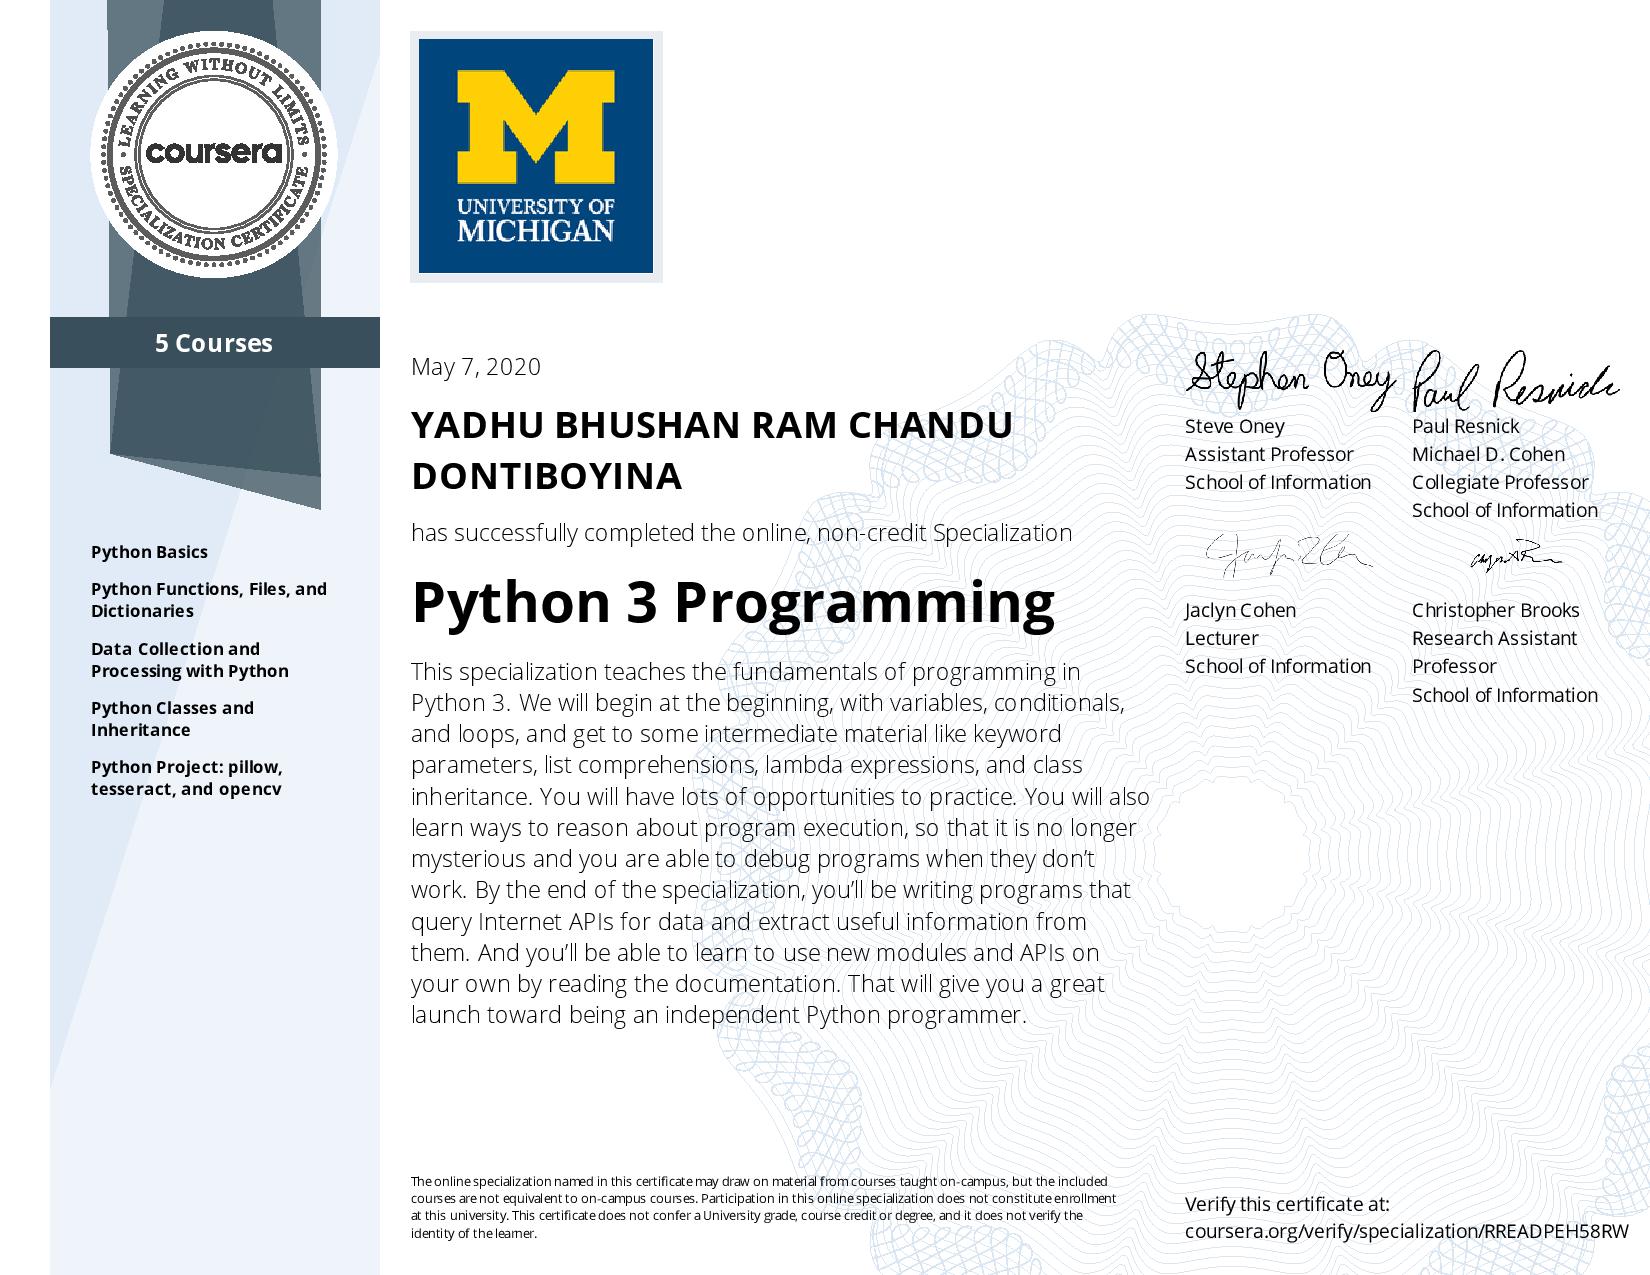 LEARNING WITHOUT LIMITS
coursera
SPECIALIZATION CERTIFICATE
5 Courses
Python Basics
Python Functions, Files, and
Dictionaries
Data Collection and
Processing with Python
Python Classes and
Inheritance
Python Project: pillow,
tesseract, and opencv
M
UNIVERSITY OF
MICHIGAN
May 7, 2020
YADHU BHUSHAN RAM CHANDU
DONTIBOYINA
has successfully completed the online, non-credit Specialization
Python 3 Programming
This specialization teaches the fundamentals of programming in
Python 3. We will begin at the beginning, with variables, conditionals,
and loops, and get to some intermediate material like keyword
parameters, list comprehensions, lambda expressions, and class
inheritance. You will have lots of opportunities to practice. You will also
learn ways to reason about program execution, so that it is no longer
mysterious and you are able to debug programs when they don't
work. By the end of the specialization, you'll be writing programs that
query Internet APIs for data and extract useful information from
them. And you'll be able to learn to use new modules and APIs on
your own by reading the documentation. That will give you a great
launch toward being an independent Python programmer.
The online specialization named in this certificate may draw on material from courses taught on-campus, but the included
courses are not equivalent to on-campus courses. Participation in this online specialization does not constitute enrollment
at this university. This certificate does not confer a University grade, course credit or degree, and it does not verify the
identity of the learner.
Stephen Oney
Steve Oney
Assistant Professor
School of Information
Paul Resnick
Paul Resnick
Michael D. Cohen
Collegiate Professor
School of Information
Jaclyn Cohen
Lecturer
School of Information
Christopher Brooks
Research Assistant
Professor
School of Information
Verify this certificate at:
coursera.org/verify/specialization/RREADPEH58RW